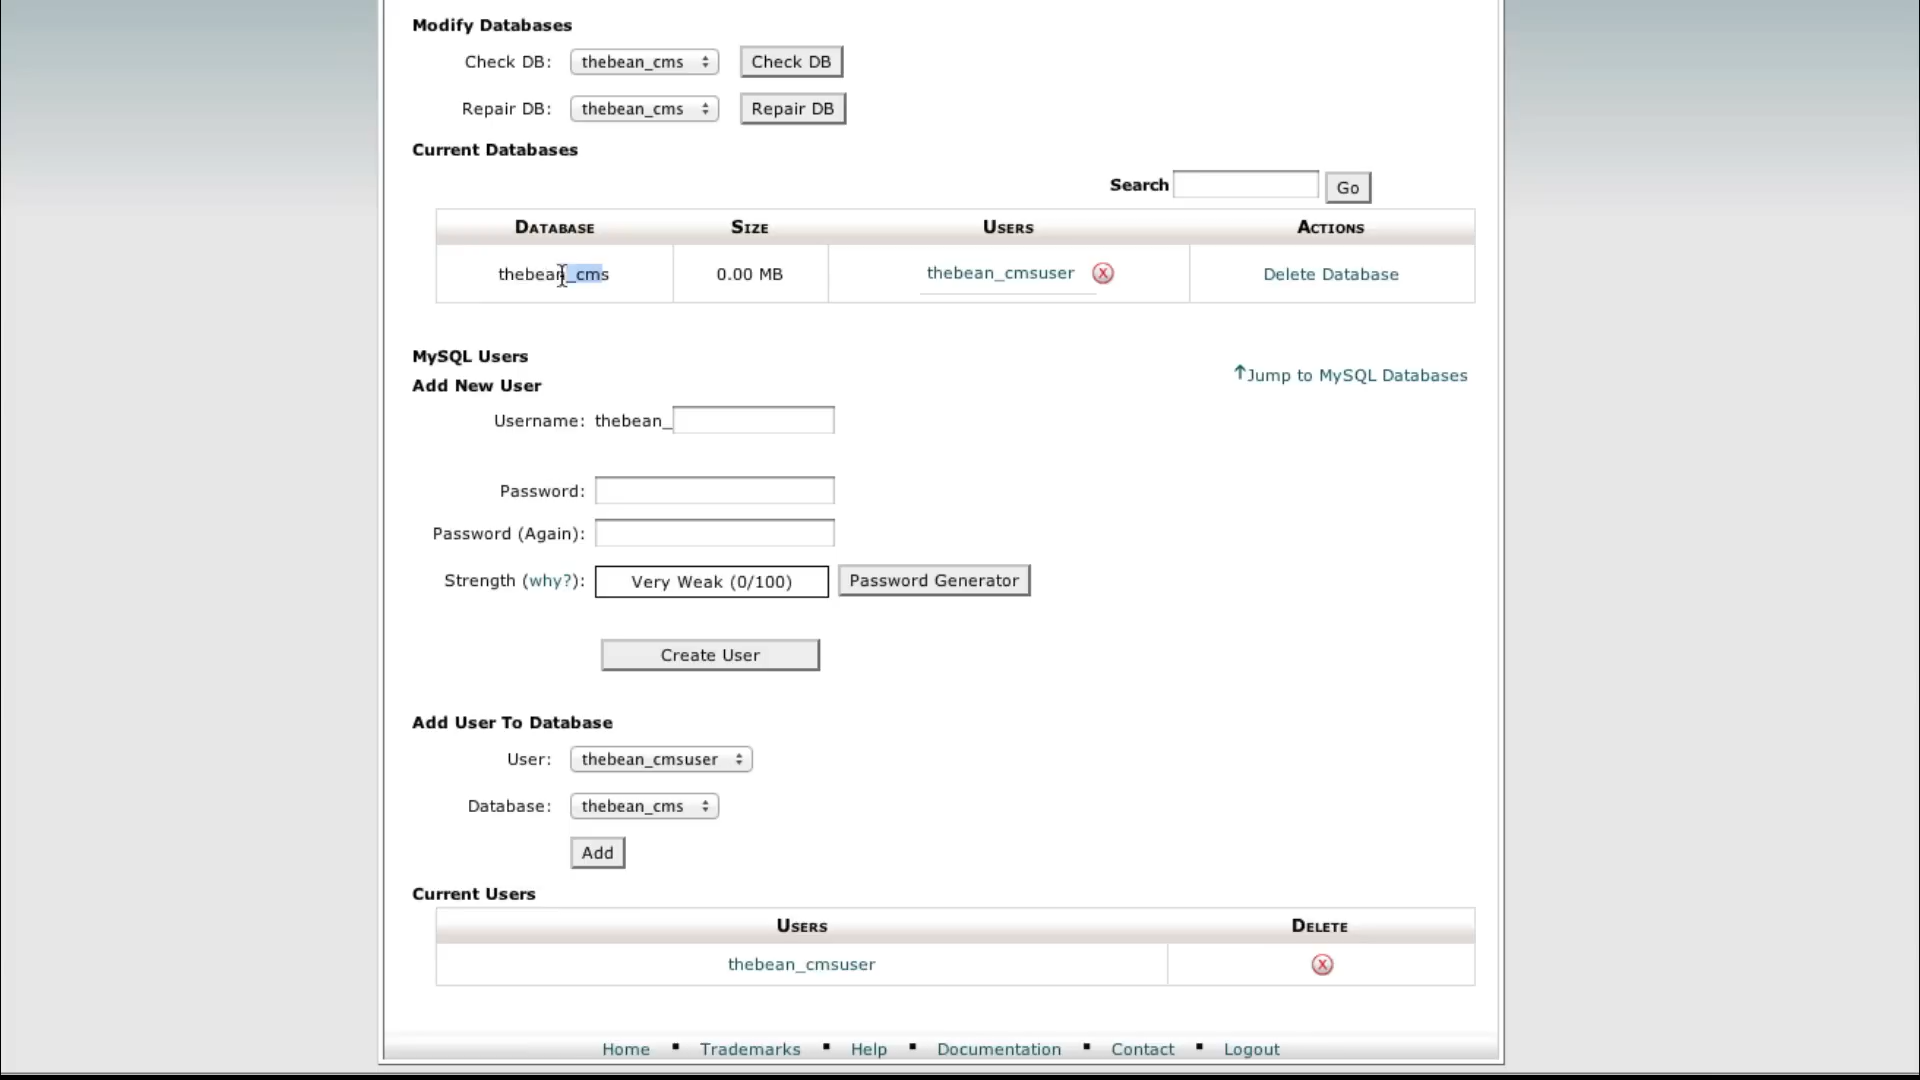 Modify Databases
Check DB: thebean_cms Check DB
Repair DB: thebean_cms Repair DB
Current Databases
Search Go
DATABASE SIZE USERS ACTIONS
thebean_cms 0.00 MB thebean_cmsuser Delete Database
MySQL Users
Jump to MySQL Databases
Add New User
Username: thebean_
Password:
Password (Again):
Strength (why?): Very Weak (0/100) Password Generator
Create User
Add User To Database
User: thebean_cmsuser
Database: thebean_cms
Add
Current Users
USERS DELETE
thebean_cmsuser
Home ▪ Trademarks ▪ Help ▪ Documentation ▪ Contact ▪ Logout